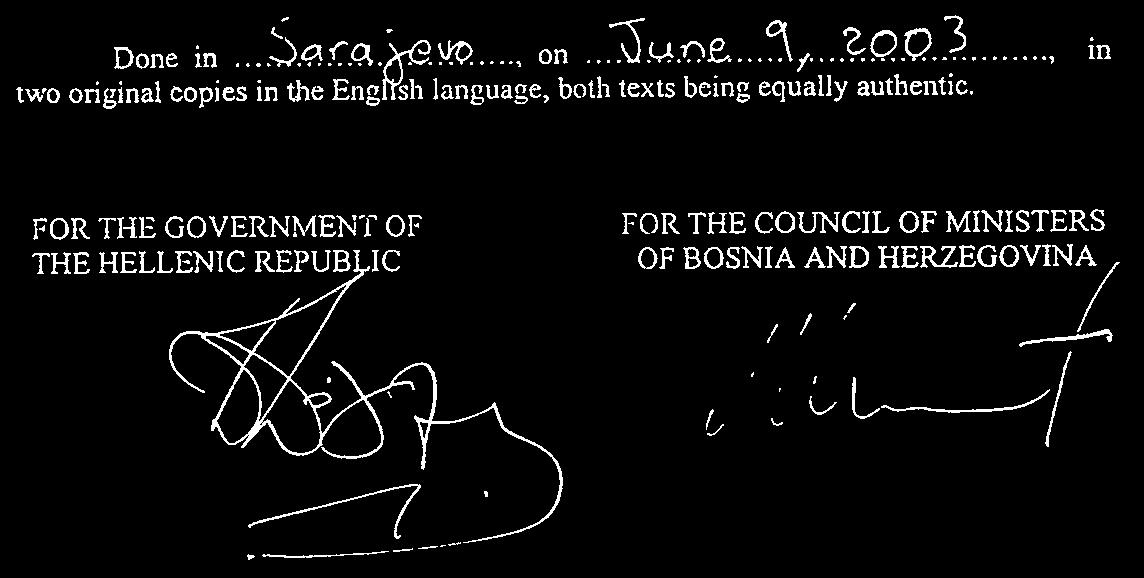 Done in ....Sarajevo....., on ....June 9, 2003........, in
two original copies in the English language, both texts being equally authentic.
FOR THE GOVERNMENT OF
THE HELLENIC REPUBLIC
FOR THE COUNCIL OF MINISTERS
OF BOSNIA AND HERZEGOVINA